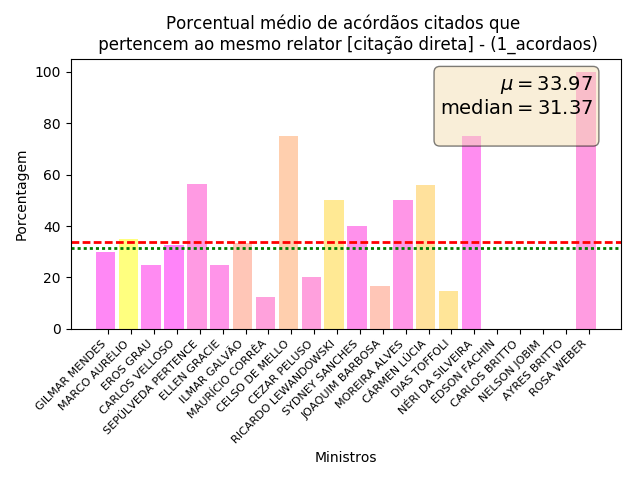 Porcentual médio de acórdãos citados que
pertencem ao mesmo relator [citação direta] - (1_acordaos)
μ = 33.97
median = 31.37
Porcentagem
100
80
60
40
20
0
GILMAR MENDES
MARCO AURÉLIO
EROS GRAU
CARLOS VELLOSO
SEPÚLVEDA PERTENCE
ELLEN GRACIE
ILMAR GALVÃO
MAURÍCIO CORRÊA
CELSO DE MELLO
CEZAR PELUSO
RICARDO LEWANDOWSKI
SYDNEY SANCHES
JOAQUIM BARBOSA
MOREIRA ALVES
CÁRMEN LÚCIA
DIAS TOFFOLI
NÉRI DA SILVEIRA
EDSON FACHIN
CARLOS BRITTO
NELSON JOBIM
AYRES BRITTO
ROSA WEBER
Ministros